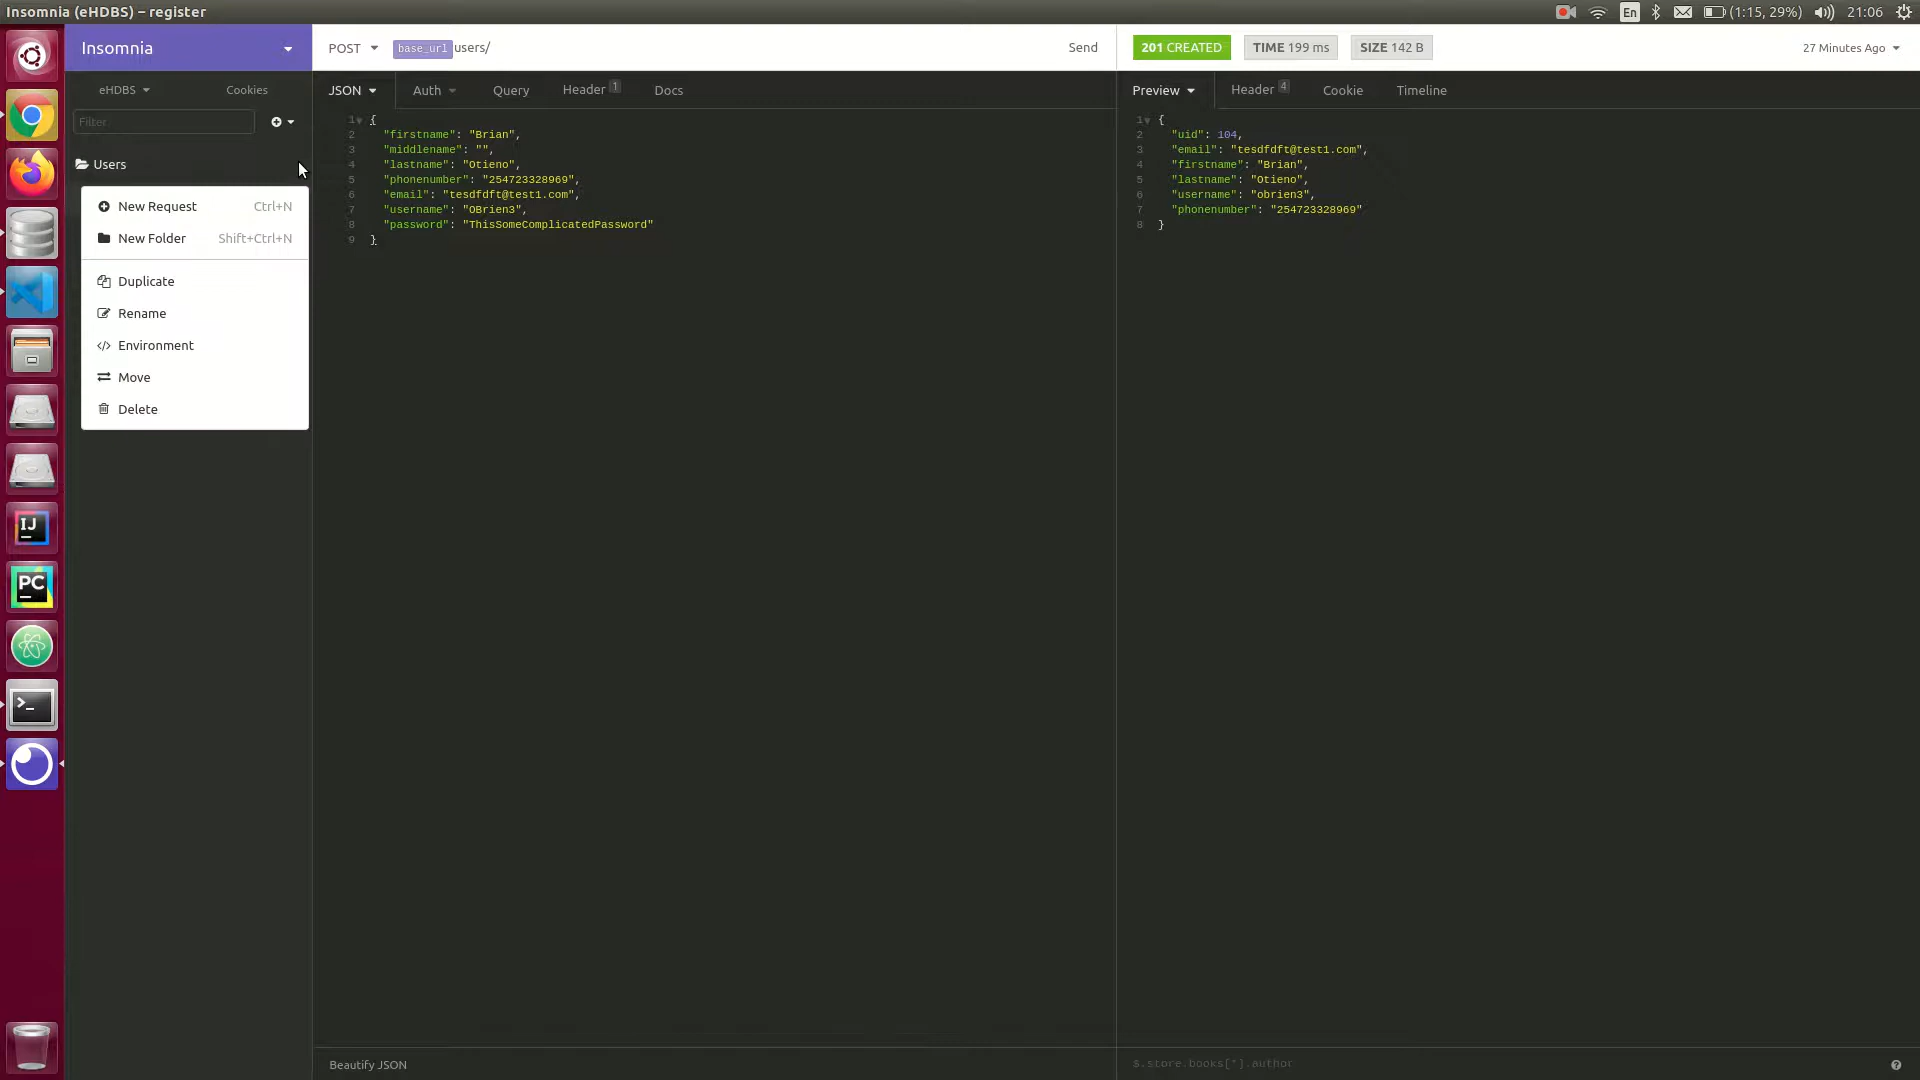 Insomnia (eHDBS) – register
En
(1:15, 29%)
21:06
Insomnia
POST
base_url users/
Send
201 CREATED
TIME 199 ms
SIZE 142 B
27 Minutes Ago
eHDBS
Cookies
JSON
Auth
Query
Header 1
Docs
Preview
Header 4
Cookie
Timeline
Filter
Users
New Request Ctrl+N
New Folder Shift+Ctrl+N
Duplicate
Rename
Environment
Move
Delete
1 {
2 "firstname": "Brian",
3 "middlename": "",
4 "lastname": "Otieno",
5 "phonenumber": "254723328969",
6 "email": "tesdfdft@test1.com",
7 "username": "OBrien3",
8 "password": "ThisSomeComplicatedPassword"
9 }
1 {
2 "uid": 104,
3 "email": "tesdfdft@test1.com",
4 "firstname": "Brian",
5 "lastname": "Otieno",
6 "username": "obrien3",
7 "phonenumber": "254723328969"
8 }
IJ
PC
>_
Beautify JSON
$.store.books[*].author